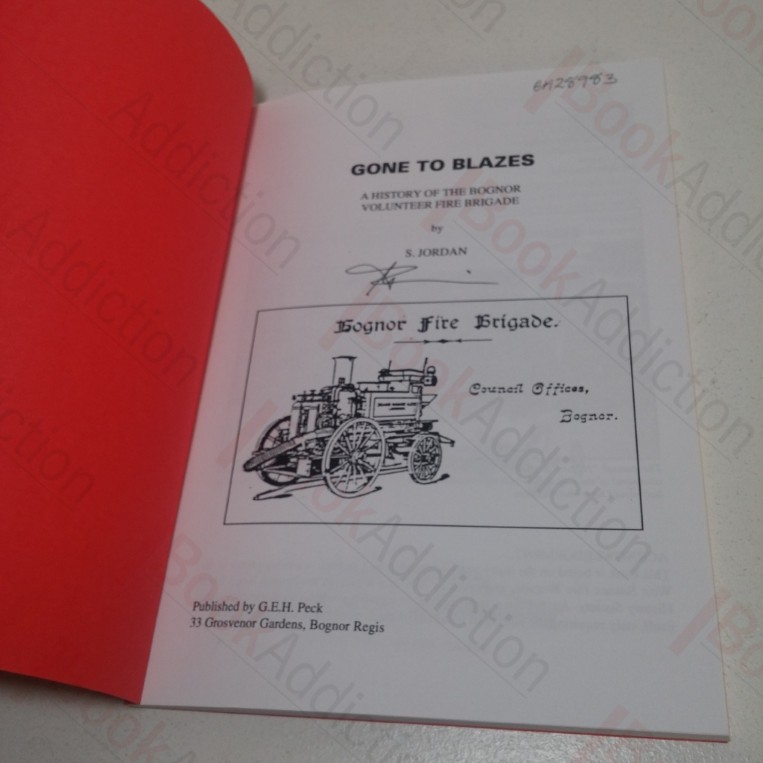 GONE TO BLAZES
A HISTORY OF THE BOGNOR
VOLUNTEER FIRE BRIGADE
by
S. JORDAN
Bognor Fire Brigade.
Council Offices,
Bognor.
Published by G.E.H. Peck
33 Grosvenor Gardens, Bognor Regis
BookAddiction